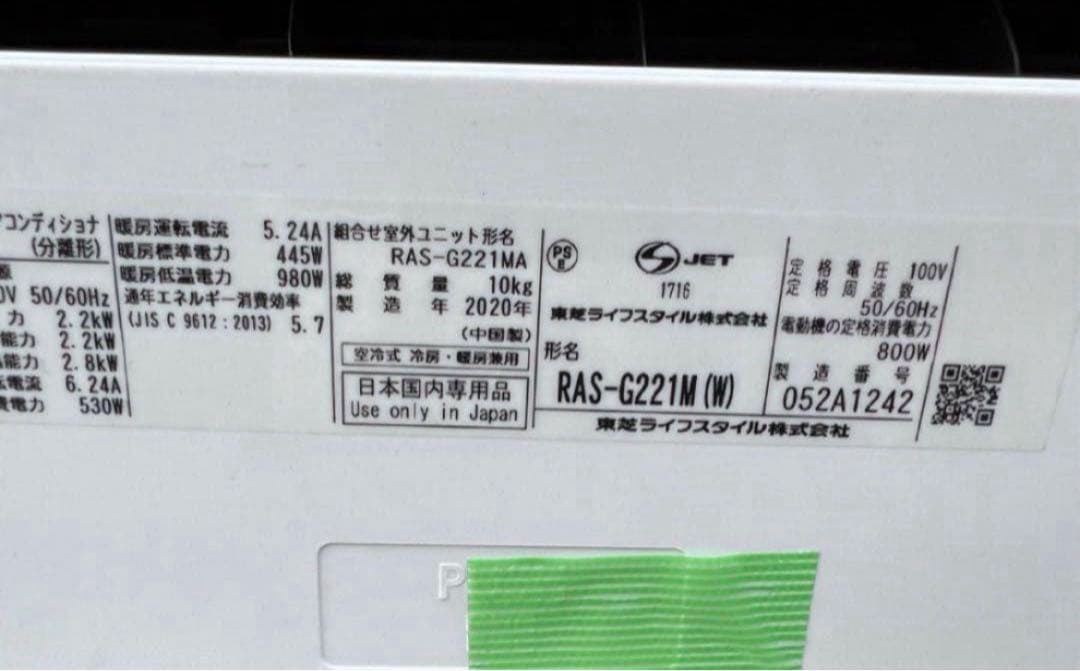 アコンディショナ
(分離形)
源
0V 50/60Hz
力 2.2kW
能力 2.2kW
能力 2.8kW
電流 6.24A
費電力 530W
暖房運転電流 5.24A
暖房標準電力 445W
暖房低温電力 980W
通年エネルギー消費効率
(JIS C 9612:2013) 5.7
組合せ室外ユニット形名
RAS-G221MA
総質量 10kg
製造年 2020年
(中国製)
空冷式 冷房・暖房兼用
日本国内専用品
Use only in Japan
PS
E
JET
1716
東芝ライフスタイル株式会社
形名
RAS-G221M(W)
定格電圧 100V
定格周波数
50/60Hz
電動機の定格消費電力
800W
製造番号
052A1242
東芝ライフスタイル株式会社
P